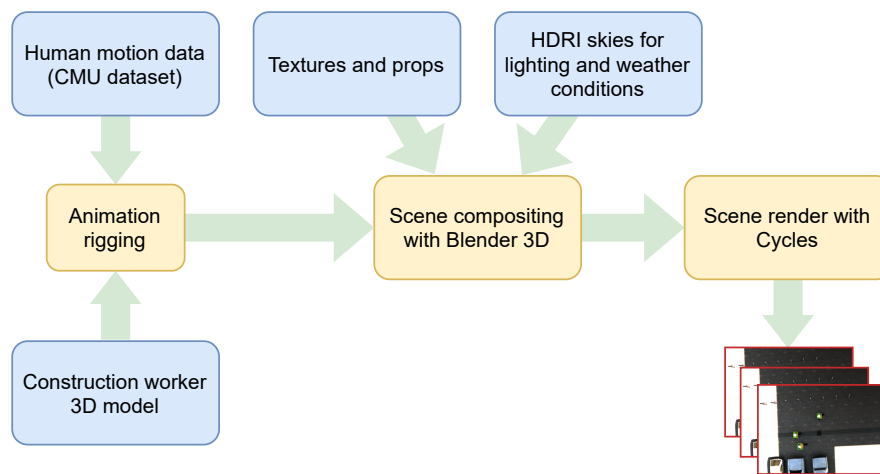 Human motion data
(CMU dataset)
Textures and props
HDRI skies for
lighting and weather
conditions
Animation
rigging
Scene compositing
with Blender 3D
Scene render with
Cycles
Construction worker
3D model